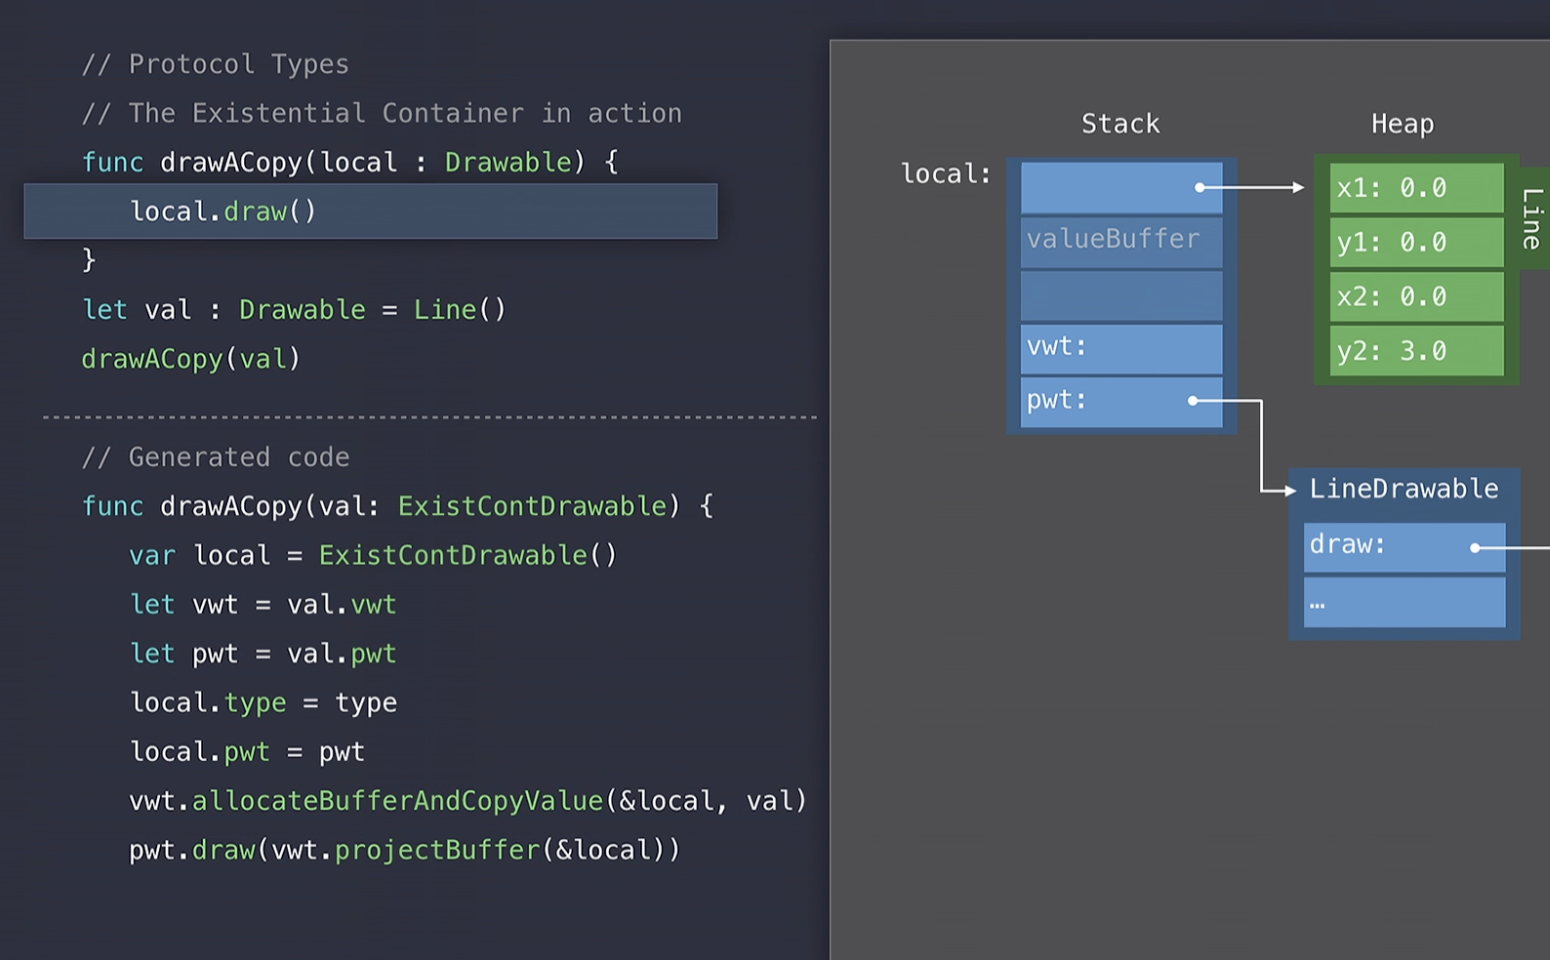 // Protocol Types
// The Existential Container in action
func drawACopy(local : Drawable) {
local.draw()
}
let val : Drawable = Line()
drawACopy(val)
// Generated code
func drawACopy(val: ExistContDrawable) {
var local = ExistContDrawable()
let vwt = val.vwt
let pwt = val.pwt
local.type = type
local.pwt = pwt
vwt.allocateBufferAndCopyValue(&local, val)
pwt.draw(vwt.projectBuffer(&local))
Stack
Heap
local:
valueBuffer
vwt:
pwt:
x1: 0.0
y1: 0.0
x2: 0.0
y2: 3.0
Line
LineDrawable
draw:
…